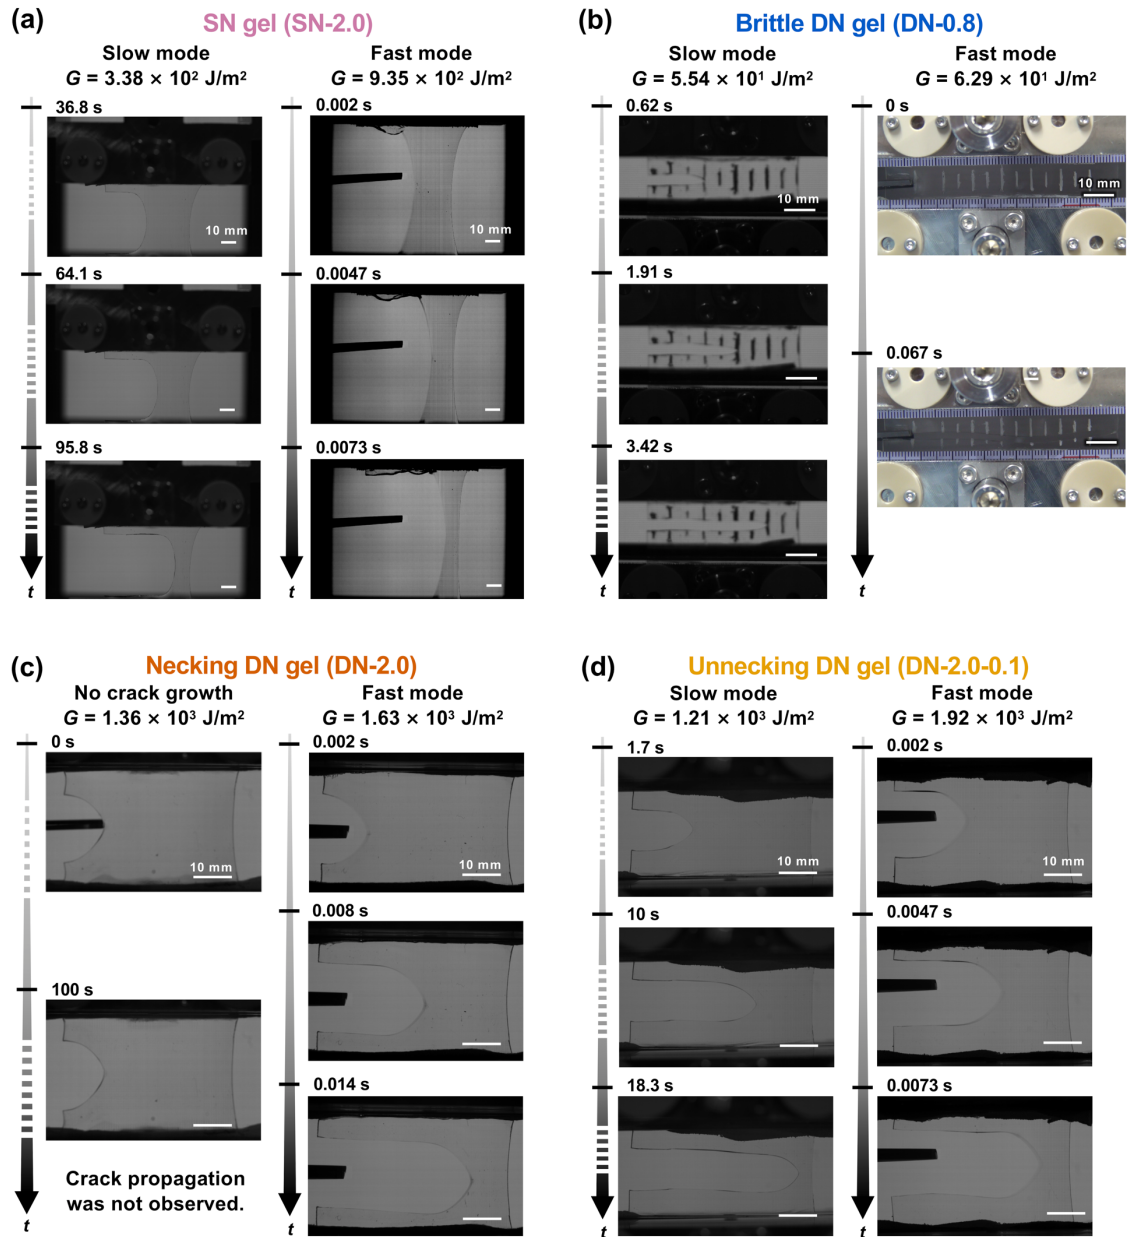 (a)
SN gel (SN-2.0)
Slow mode
G = 3.38 × 10² J/m²
36.8 s
10 mm
64.1 s
95.8 s
t
Fast mode
G = 9.35 × 10² J/m²
0.002 s
10 mm
0.0047 s
0.0073 s
t
(b)
Brittle DN gel (DN-0.8)
Slow mode
G = 5.54 × 10¹ J/m²
0.62 s
10 mm
1.91 s
3.42 s
t
Fast mode
G = 6.29 × 10¹ J/m²
0 s
10 mm
0.067 s
t
(c)
Necking DN gel (DN-2.0)
No crack growth
G = 1.36 × 10³ J/m²
0 s
10 mm
100 s
Crack propagation
was not observed.
t
Fast mode
G = 1.63 × 10³ J/m²
0.002 s
10 mm
0.008 s
0.014 s
t
(d)
Unnecking DN gel (DN-2.0-0.1)
Slow mode
G = 1.21 × 10³ J/m²
1.7 s
10 mm
10 s
18.3 s
t
Fast mode
G = 1.92 × 10³ J/m²
0.002 s
10 mm
0.0047 s
0.0073 s
t